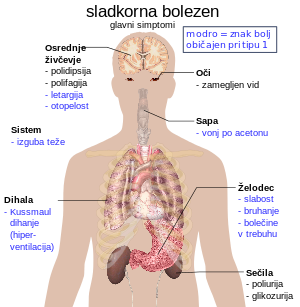 sladkorna bolezen
glavni simptomi
modro = znak bolj
običajen pri tipu 1
Osrednje
živčevje
- polidipsija
- polifagija
- letargija
- otopelost
Oči
- zamegljen vid
Sapa
- vonj po acetonu
Sistem
- izguba teže
Dihala
- Kussmaul
dihanje
(hiper-
ventilacija)
Želodec
- slabost
- bruhanje
- bolečine
v trebuhu
Sečila
- poliurija
- glikozurija